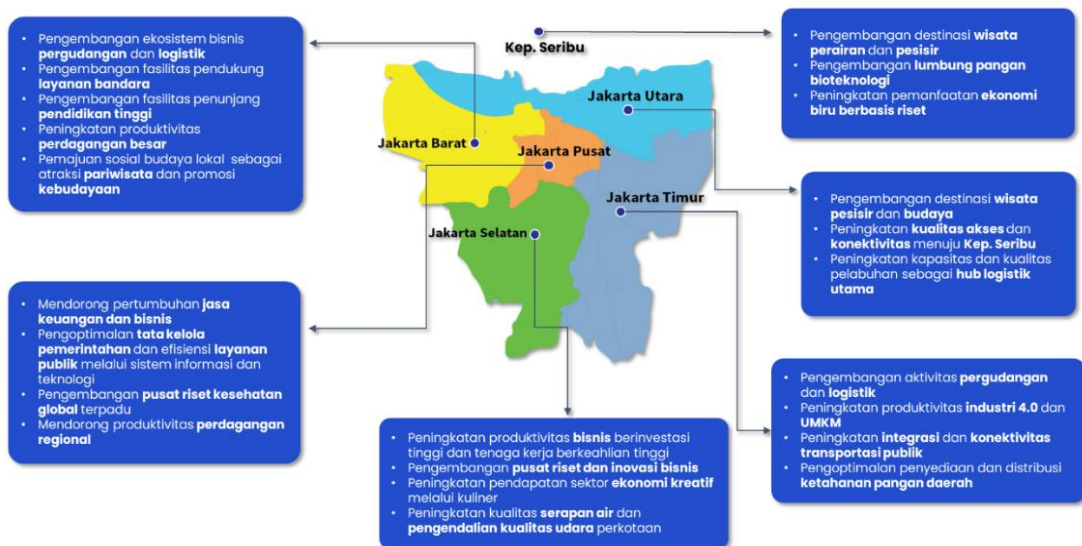 • Pengembangan ekosistem bisnis
pergudangan dan logistik
• Pengembangan fasilitas pendukung
layanan bandara
• Pengembangan fasilitas penunjang
pendidikan tinggi
• Peningkatan produktivitas
perdagangan besar
• Pemajuan sosial budaya lokal sebagai
atraksi pariwisata dan promosi
kebudayaan
Kep. Seribu
• Pengembangan destinasi wisata
perairan dan pesisir
• Pengembangan lumbung pangan
bioteknologi
• Peningkatan pemanfaatan ekonomi
biru berbasis riset
Jakarta Utara
Jakarta Barat
Jakarta Pusat
Jakarta Timur
Jakarta Selatan
• Pengembangan destinasi wisata
pesisir dan budaya
• Peningkatan kualitas akses dan
konektivitas menuju Kep. Seribu
• Peningkatan kapasitas dan kualitas
pelabuhan sebagai hub logistik
utama
• Mendorong pertumbuhan jasa
keuangan dan bisnis
• Pengoptimalan tata kelola
pemerintahan dan efisiensi layanan
publik melalui sistem informasi dan
teknologi
• Pengembangan pusat riset kesehatan
global terpadu
• Mendorong produktivitas perdagangan
regional
• Pengembangan aktivitas pergudangan
dan logistik
• Peningkatan produktivitas industri 4.0 dan
UMKM
• Peningkatan integrasi dan konektivitas
transportasi publik
• Pengoptimalan penyediaan dan distribusi
ketahanan pangan daerah
• Peningkatan produktivitas bisnis berinvestasi
tinggi dan tenaga kerja berkeahlian tinggi
• Pengembangan pusat riset dan inovasi bisnis
• Peningkatan pendapatan sektor ekonomi kreatif
melalui kuliner
• Peningkatan kualitas serapan air dan
pengendalian kualitas udara perkotaan